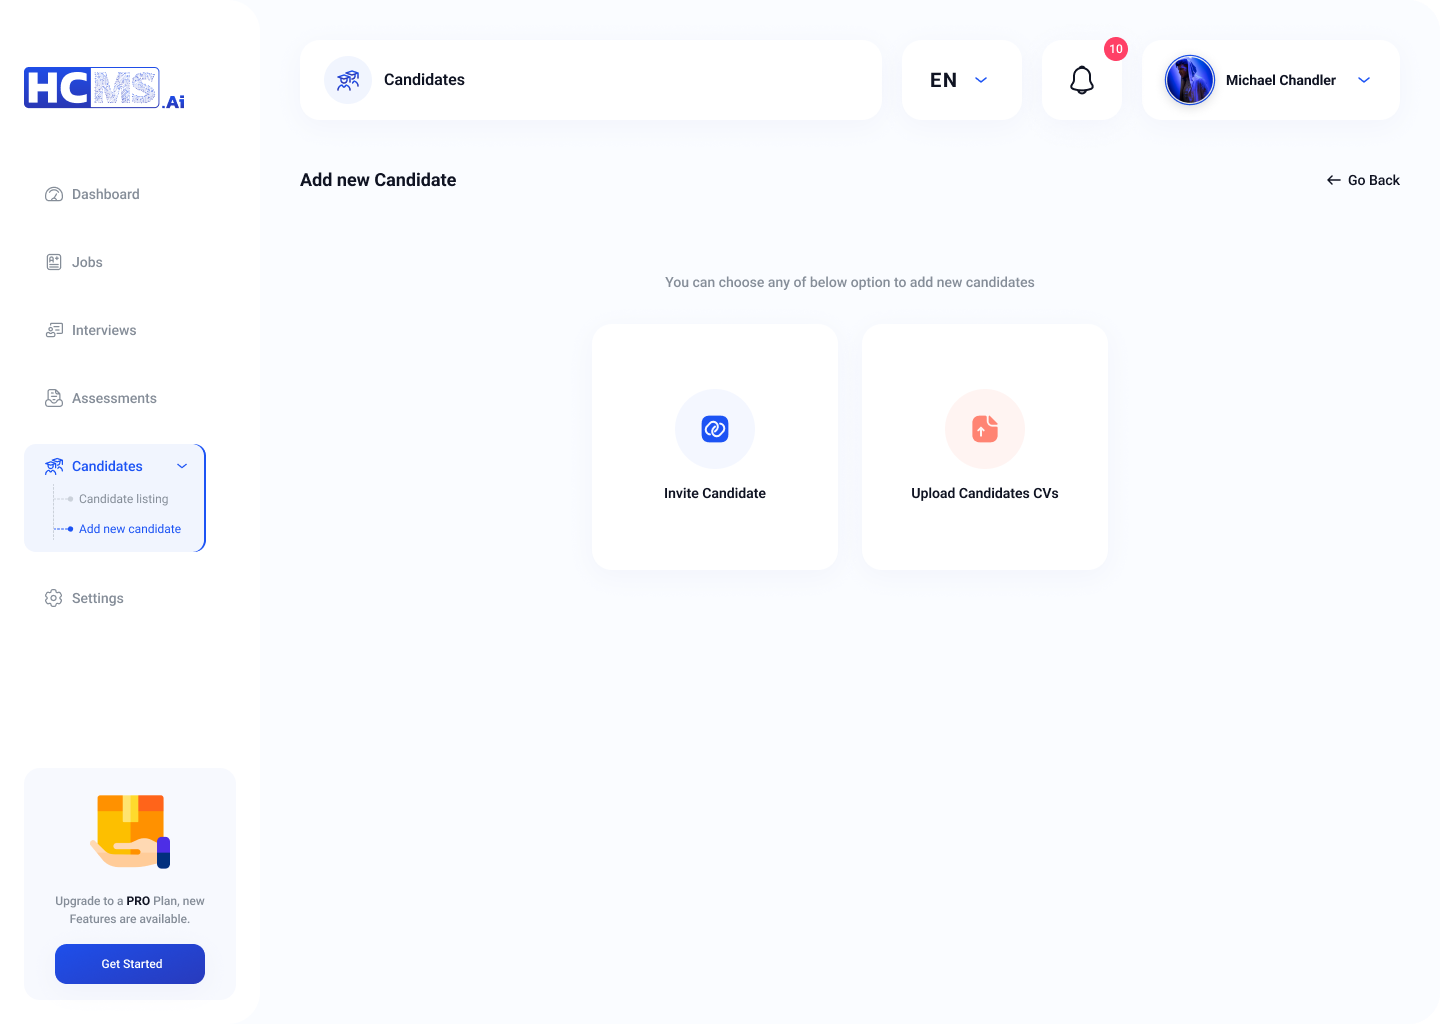 HCMS.Ai
Dashboard
Jobs
Interviews
Assessments
Candidates
Candidate listing
Add new candidate
Settings
Upgrade to a PRO Plan, new
Features are available.
Get Started
Candidates
EN
10
Michael Chandler
Add new Candidate
Go Back
You can choose any of below option to add new candidates
Invite Candidate
Upload Candidates CVs